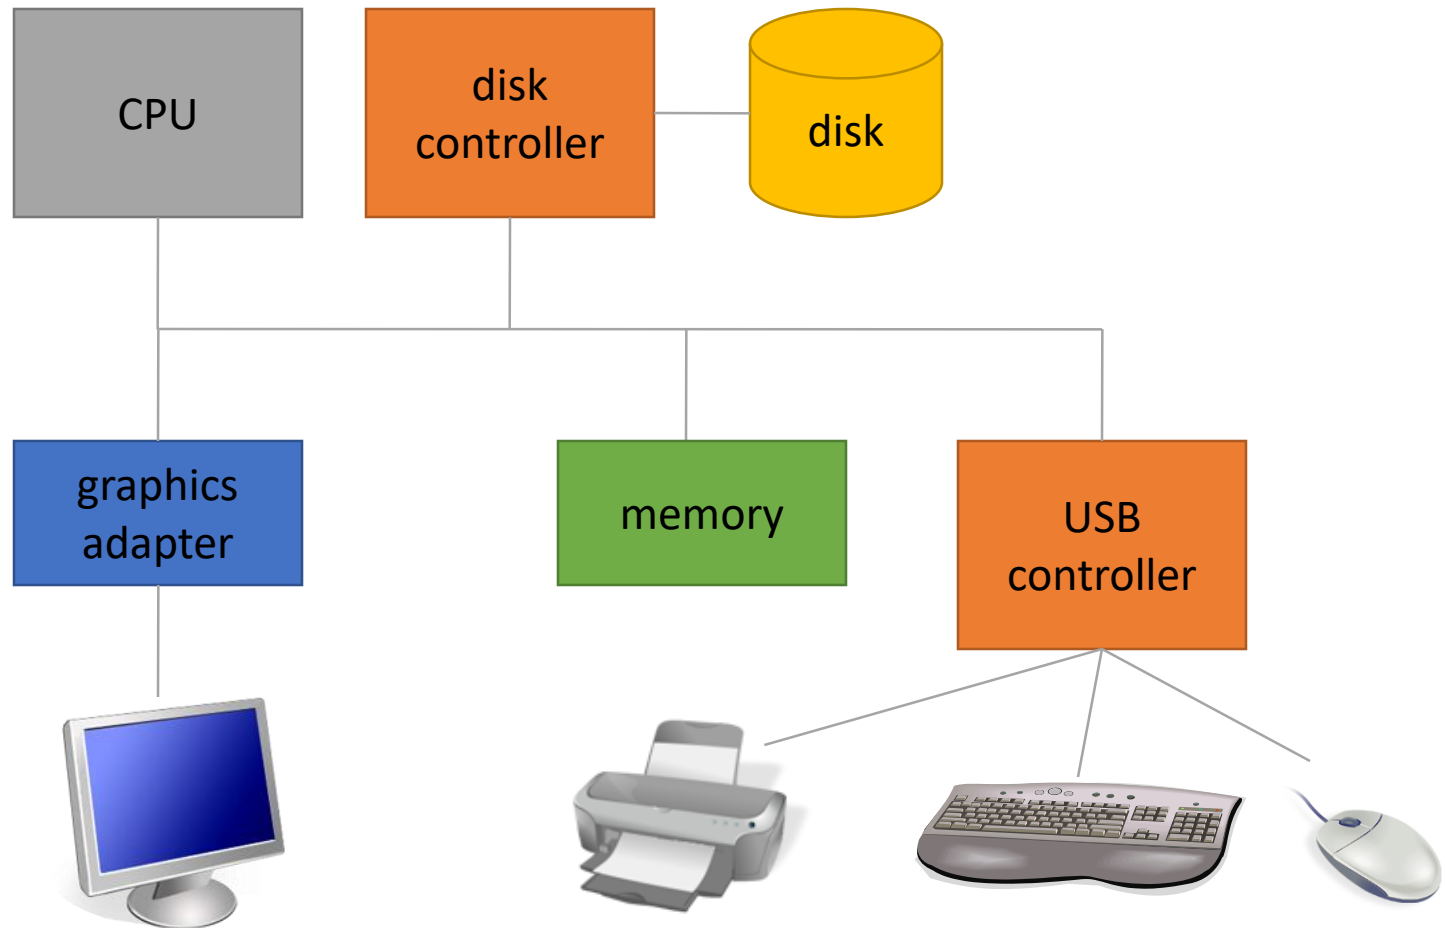 CPU
disk
controller
disk
graphics
adapter
memory
USB
controller